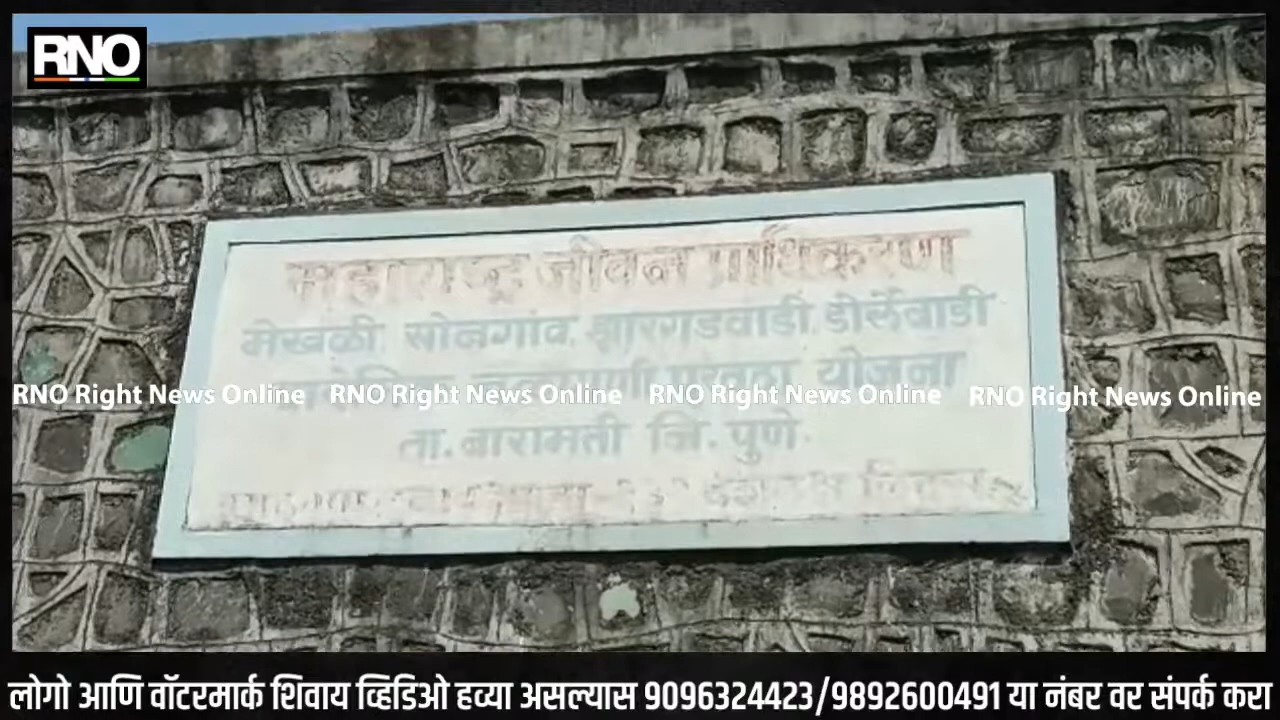 RNO
महाराष्ट्र जीवन प्राधिकरण
मेखळी, सोनगांव, झारगडवाडी, डोर्लेवाडी
पुरवठा योजना
RNO Right News Online RNO Right News Online RNO Right News Online RNO Right News Online
ता. बारामती जि. पुणे.
लोगो आणि वॉटरमार्क शिवाय व्हिडिओ हव्या असल्यास 9096324423/9892600491 या नंबर वर संपर्क करा